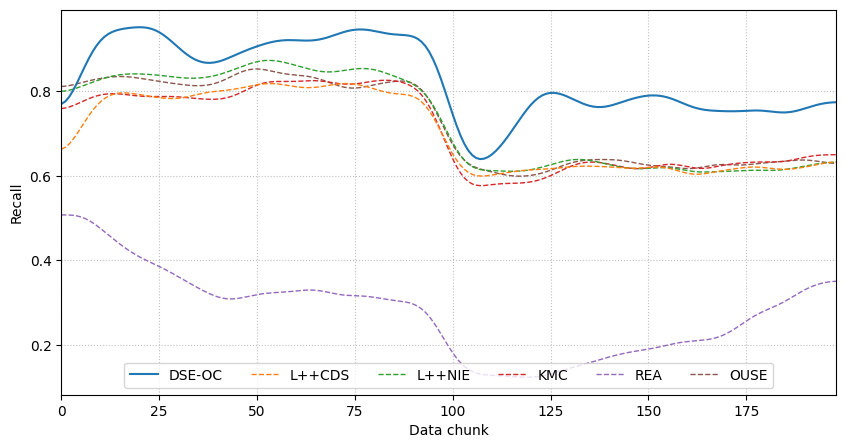 Recall
0.8
0.6
0.4
0.2
DSE-OC L++CDS L++NIE KMC REA OUSE
0 25 50 75 100 125 150 175
Data chunk